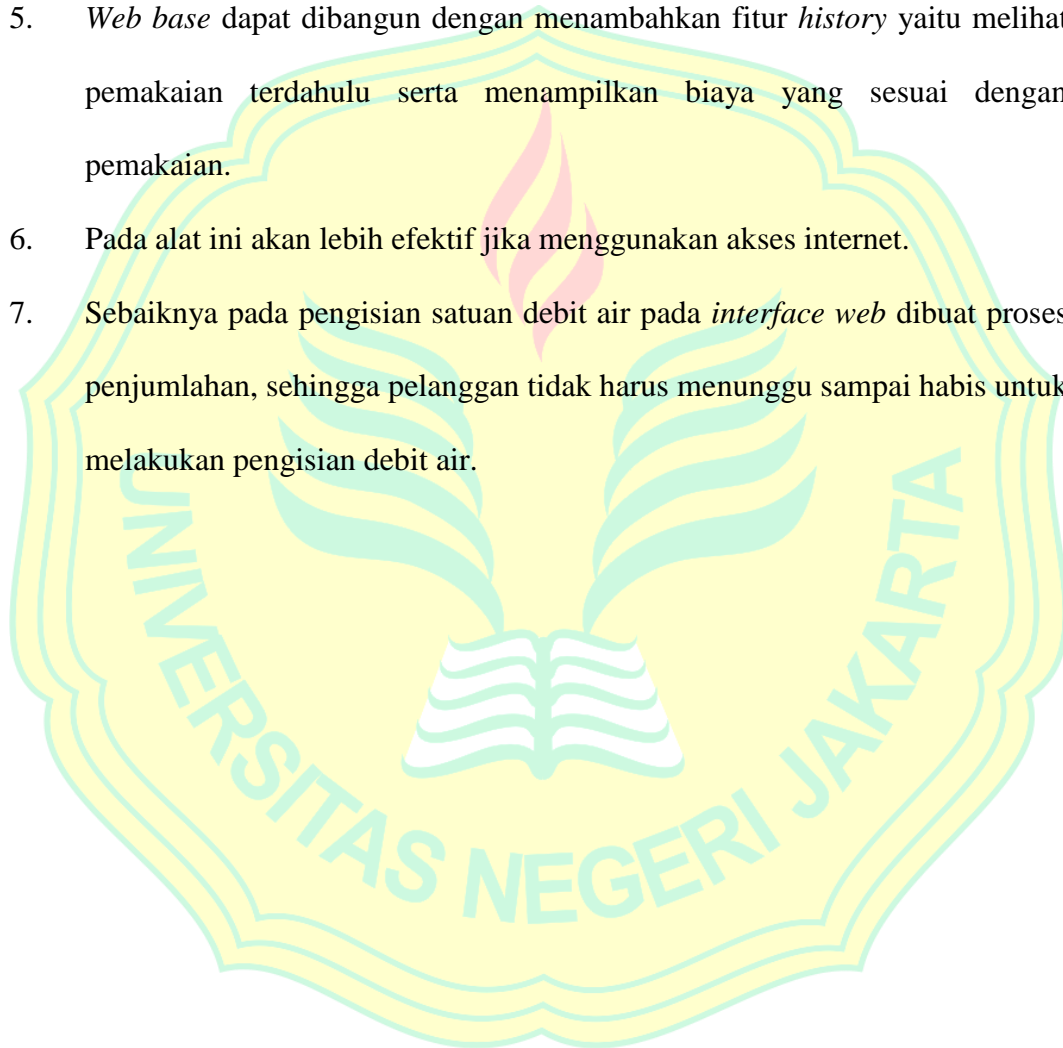 5. Web base dapat dibangun dengan menambahkan fitur history yaitu melihat
pemakaian terdahulu serta menampilkan biaya yang sesuai dengan
pemakaian.
6. Pada alat ini akan lebih efektif jika menggunakan akses internet.
7. Sebaiknya pada pengisian satuan debit air pada interface web dibuat proses
penjumlahan, sehingga pelanggan tidak harus menunggu sampai habis untuk
melakukan pengisian debit air.
UNIVERSITAS NEGERI JAKARTA